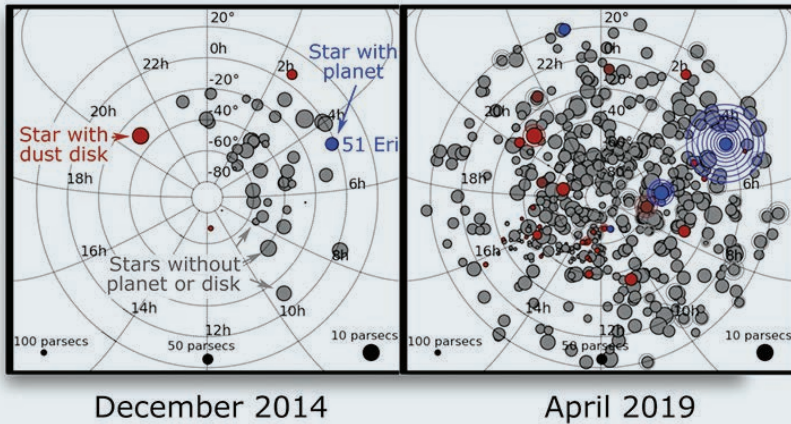 20°
0h
-20°
-40°
-60°
-80°
22h
20h
18h
16h
14h
12h
10h
8h
6h
4h
2h
Star with
planet
51 Eri
Star with
dust disk
Stars without
planet or disk
100 parsecs
50 parsecs
10 parsecs
December 2014
20°
0h
-20°
-40°
-60°
-80°
22h
20h
18h
16h
14h
12h
10h
6h
4h
2h
100 parsecs
50 parsecs
10 parsecs
April 2019